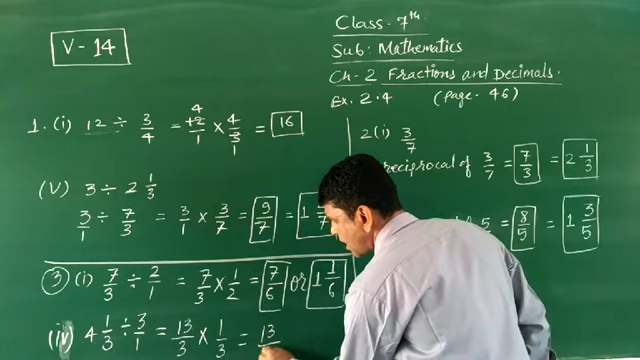 V - 14
Class - 7th
Sub: Mathematics
Ch-2 Fractions and Decimals.
Ex. 2.4 (Page - 46)
1. (i) 12 ÷ 3/4 = 4 12/1 × 4/3 1 = 16
(V) 3 ÷ 2 1/3
3/1 ÷ 7/3 = 3/1 × 3/7 = 9/7 = 1
③ (i) 7/3 ÷ 2/1 = 7/3 × 1/2 = 7/6 or 1 1/6
(iv) 4 1/3 ÷ 3/1 = 13/3 × 1/3 = 13
2 (i) 3/7
reciprocal of 3/7 = 7/3 = 2 1/3
5 = 8/5 = 1 3/5